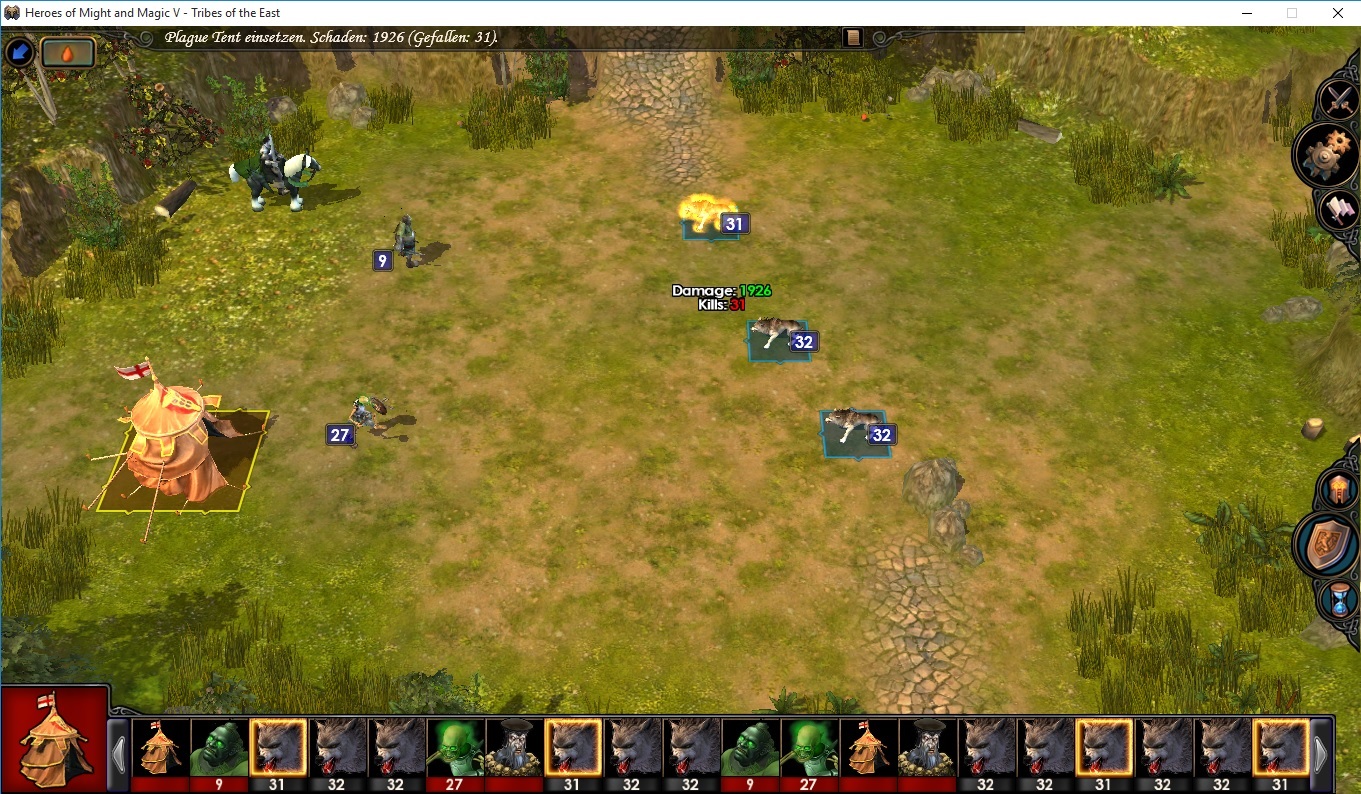 Heroes of Might and Magic V - Tribes of the East
Plague Tent einsetzen. Schaden: 1926 (Gefallen: 31).
31
9
Damage: 1926
Kills: 31
32
27
32
9 31 32 32 27 31 32 32 9 27 32 32 31 32 32 31